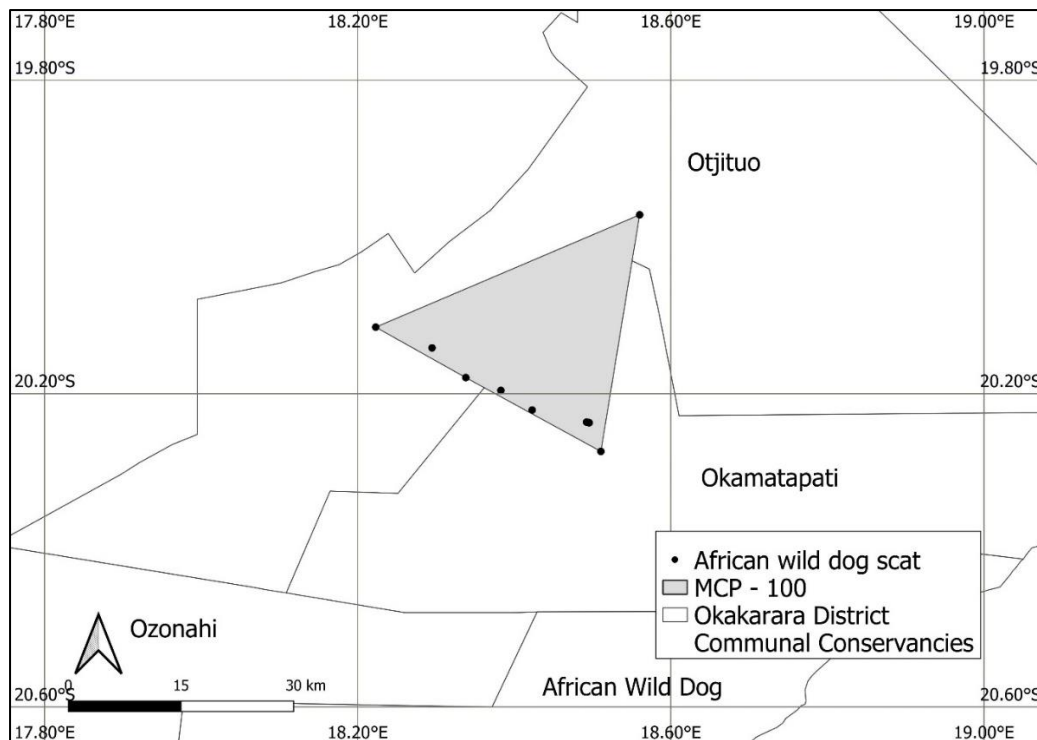 17.80°E 18.20°E 18.60°E 19.00°E
19.80°S 19.80°S
Otjituo
20.20°S 20.20°S
Okamatapati
African wild dog scat
MCP - 100
Okakarara District
Communal Conservancies
Ozonahi
0 15 30 km
African Wild Dog
20.60°S 20.60°S
17.80°E 18.20°E 18.60°E 19.00°E